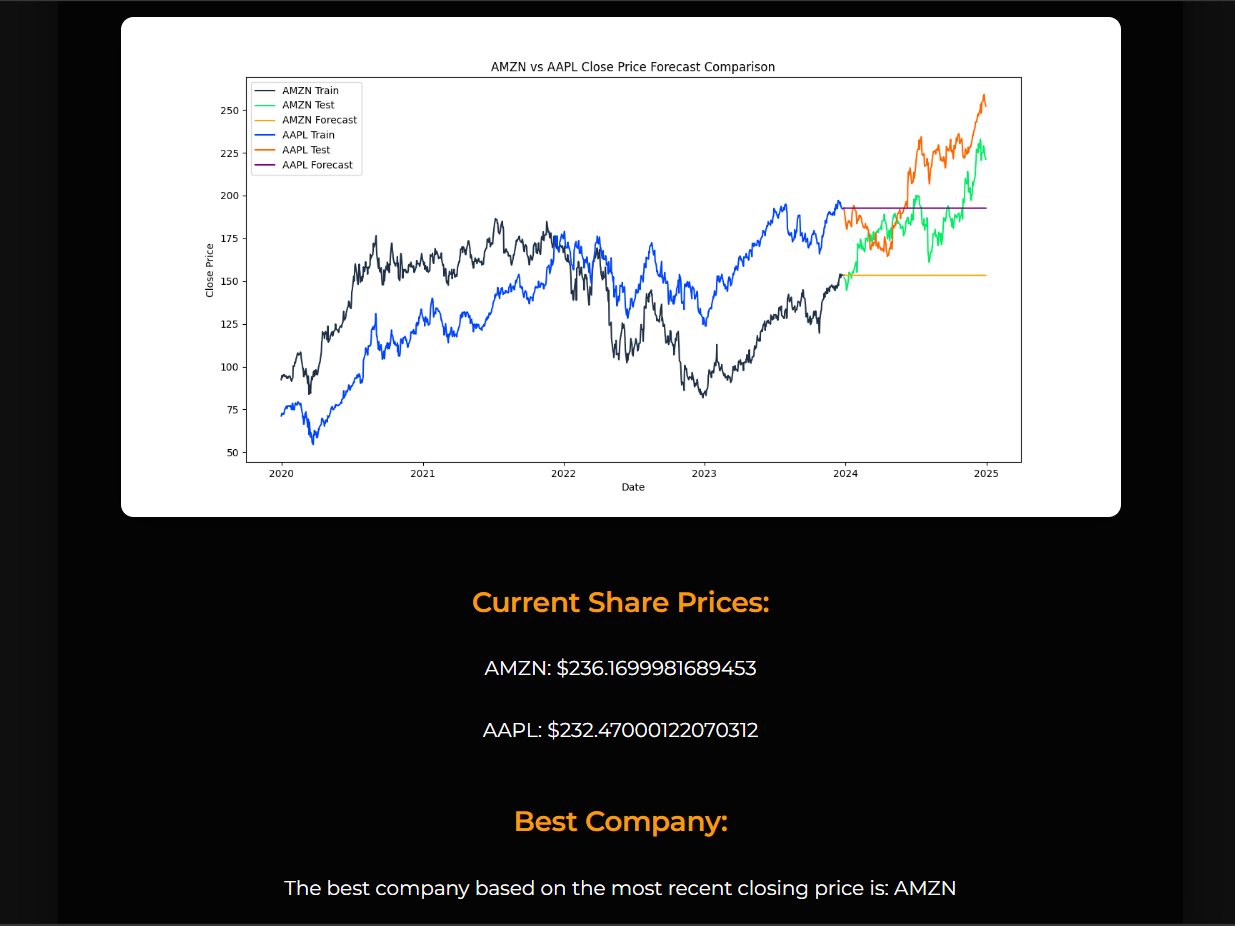 AMZN vs AAPL Close Price Forecast Comparison
AMZN Train
AMZN Test
AMZN Forecast
AAPL Train
AAPL Test
AAPL Forecast
Close Price
250
225
200
175
150
125
100
75
50
2020 2021 2022 2023 2024 2025
Date
Current Share Prices:
AMZN: $236.1699981689453
AAPL: $232.47000122070312
Best Company:
The best company based on the most recent closing price is: AMZN